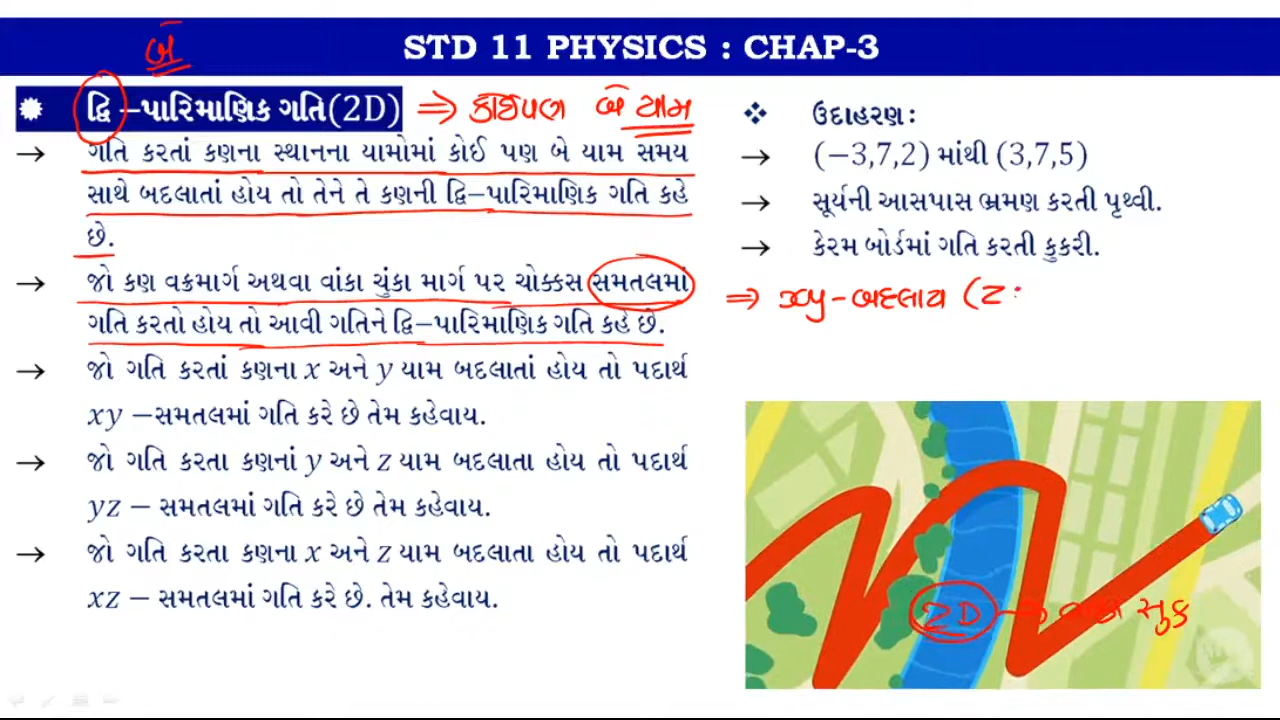 બે
STD 11 PHYSICS : CHAP-3
દ્વિ–પારિમાણિક ગતિ(2D) ⇒ કોઈપણ બે યામ
→ ગતિ કરતાં કણના સ્થાનના યામોમાં કોઈ પણ બે યામ સમય
સાથે બદલાતાં હોય તો તેને તે કણની દ્વિ–પારિમાણિક ગતિ કહે
છે.
→ જો કણ વક્રમાર્ગ અથવા વાંકા ચુંકા માર્ગ પર ચોક્કસ સમતલમાં
ગતિ કરતો હોય તો આવી ગતિને દ્વિ–પારિમાણિક ગતિ કહે છે.
→ જો ગતિ કરતાં કણના x અને y યામ બદલાતાં હોય તો પદાર્થ
xy –સમતલમાં ગતિ કરે છે તેમ કહેવાય.
→ જો ગતિ કરતા કણનાં y અને z યામ બદલાતા હોય તો પદાર્થ
yz – સમતલમાં ગતિ કરે છે તેમ કહેવાય.
→ જો ગતિ કરતા કણના x અને z યામ બદલાતા હોય તો પદાર્થ
xz – સમતલમાં ગતિ કરે છે. તેમ કહેવાય.
❖ ઉદાહરણ:
→ (−3,7,2) માંથી (3,7,5)
→ સૂર્યની આસપાસ ભ્રમણ કરતી પૃથ્વી.
→ કેરમ બોર્ડમાં ગતિ કરતી કુકરી.
⇒ xy - બદલાય (z :
2D →